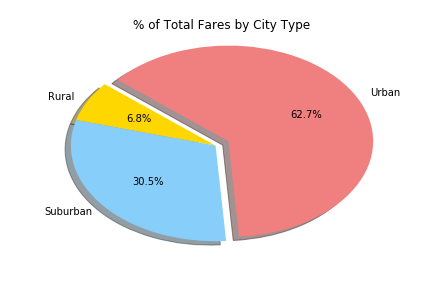 % of Total Fares by City Type
Urban
Rural
62.7%
6.8%
30.5%
Suburban